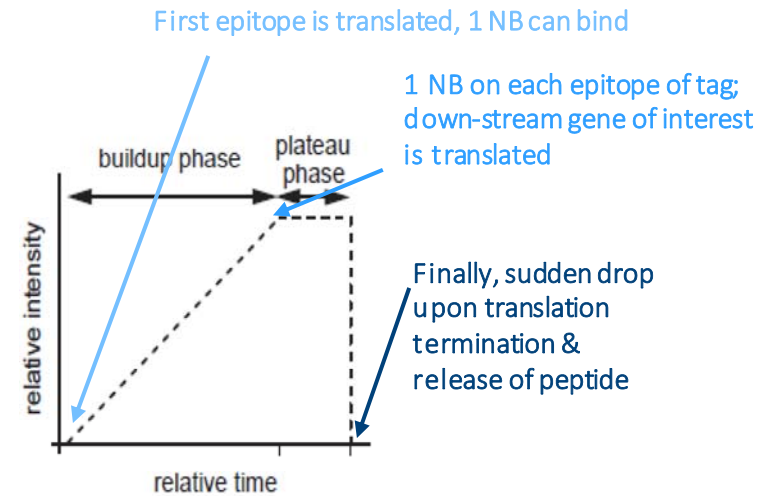 First epitope is translated, 1 NB can bind
1 NB on each epitope of tag;
down-stream gene of interest
is translated
buildup phase
plateau
phase
relative intensity
Finally, sudden drop
upon translation
termination &
release of peptide
relative time